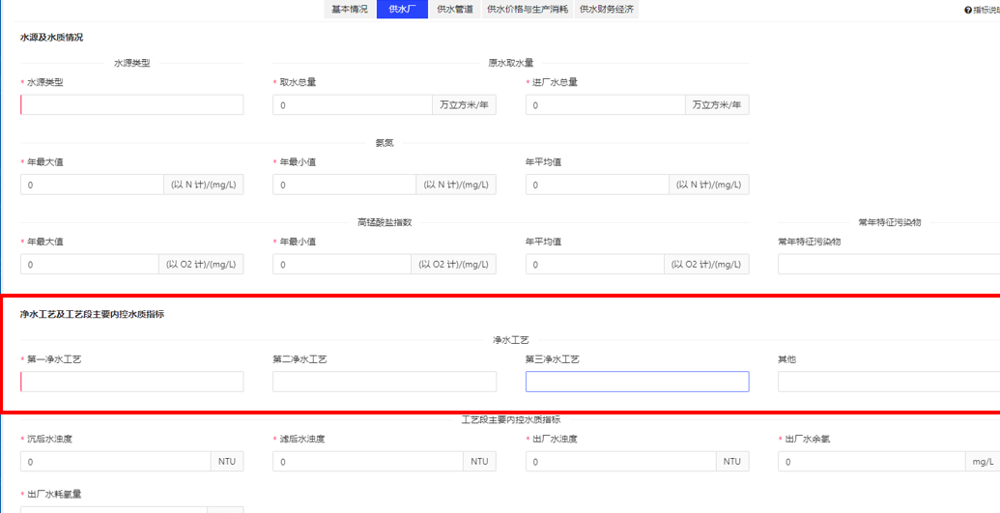 基本情况 供水厂 供水管道 供水价格与生产消耗 供水财务经济
水源及水质情况
水源类型 原水取水量
* 水源类型 * 取水总量 * 进厂水总量
0 万立方米/年 0 万立方米/年
氨氮
* 年最大值 * 年最小值 年平均值
0 (以 N 计)/(mg/L) 0 (以 N 计)/(mg/L) 0 (以 N 计)/(mg/L)
高锰酸盐指数 常年特征污染物
* 年最大值 * 年最小值 年平均值 常年特征污染物
0 (以 O2 计)/(mg/L) 0 (以 O2 计)/(mg/L) 0 (以 O2 计)/(mg/L)
净水工艺及工艺段主要内控水质指标
净水工艺
* 第一净水工艺 第二净水工艺 第三净水工艺 其他
工艺段主要内控水质指标
* 沉后水浊度 * 滤后水浊度 * 出厂水浊度 * 出厂水余氯
0 NTU 0 NTU 0 NTU 0 mg/L
* 出厂水耗氧量